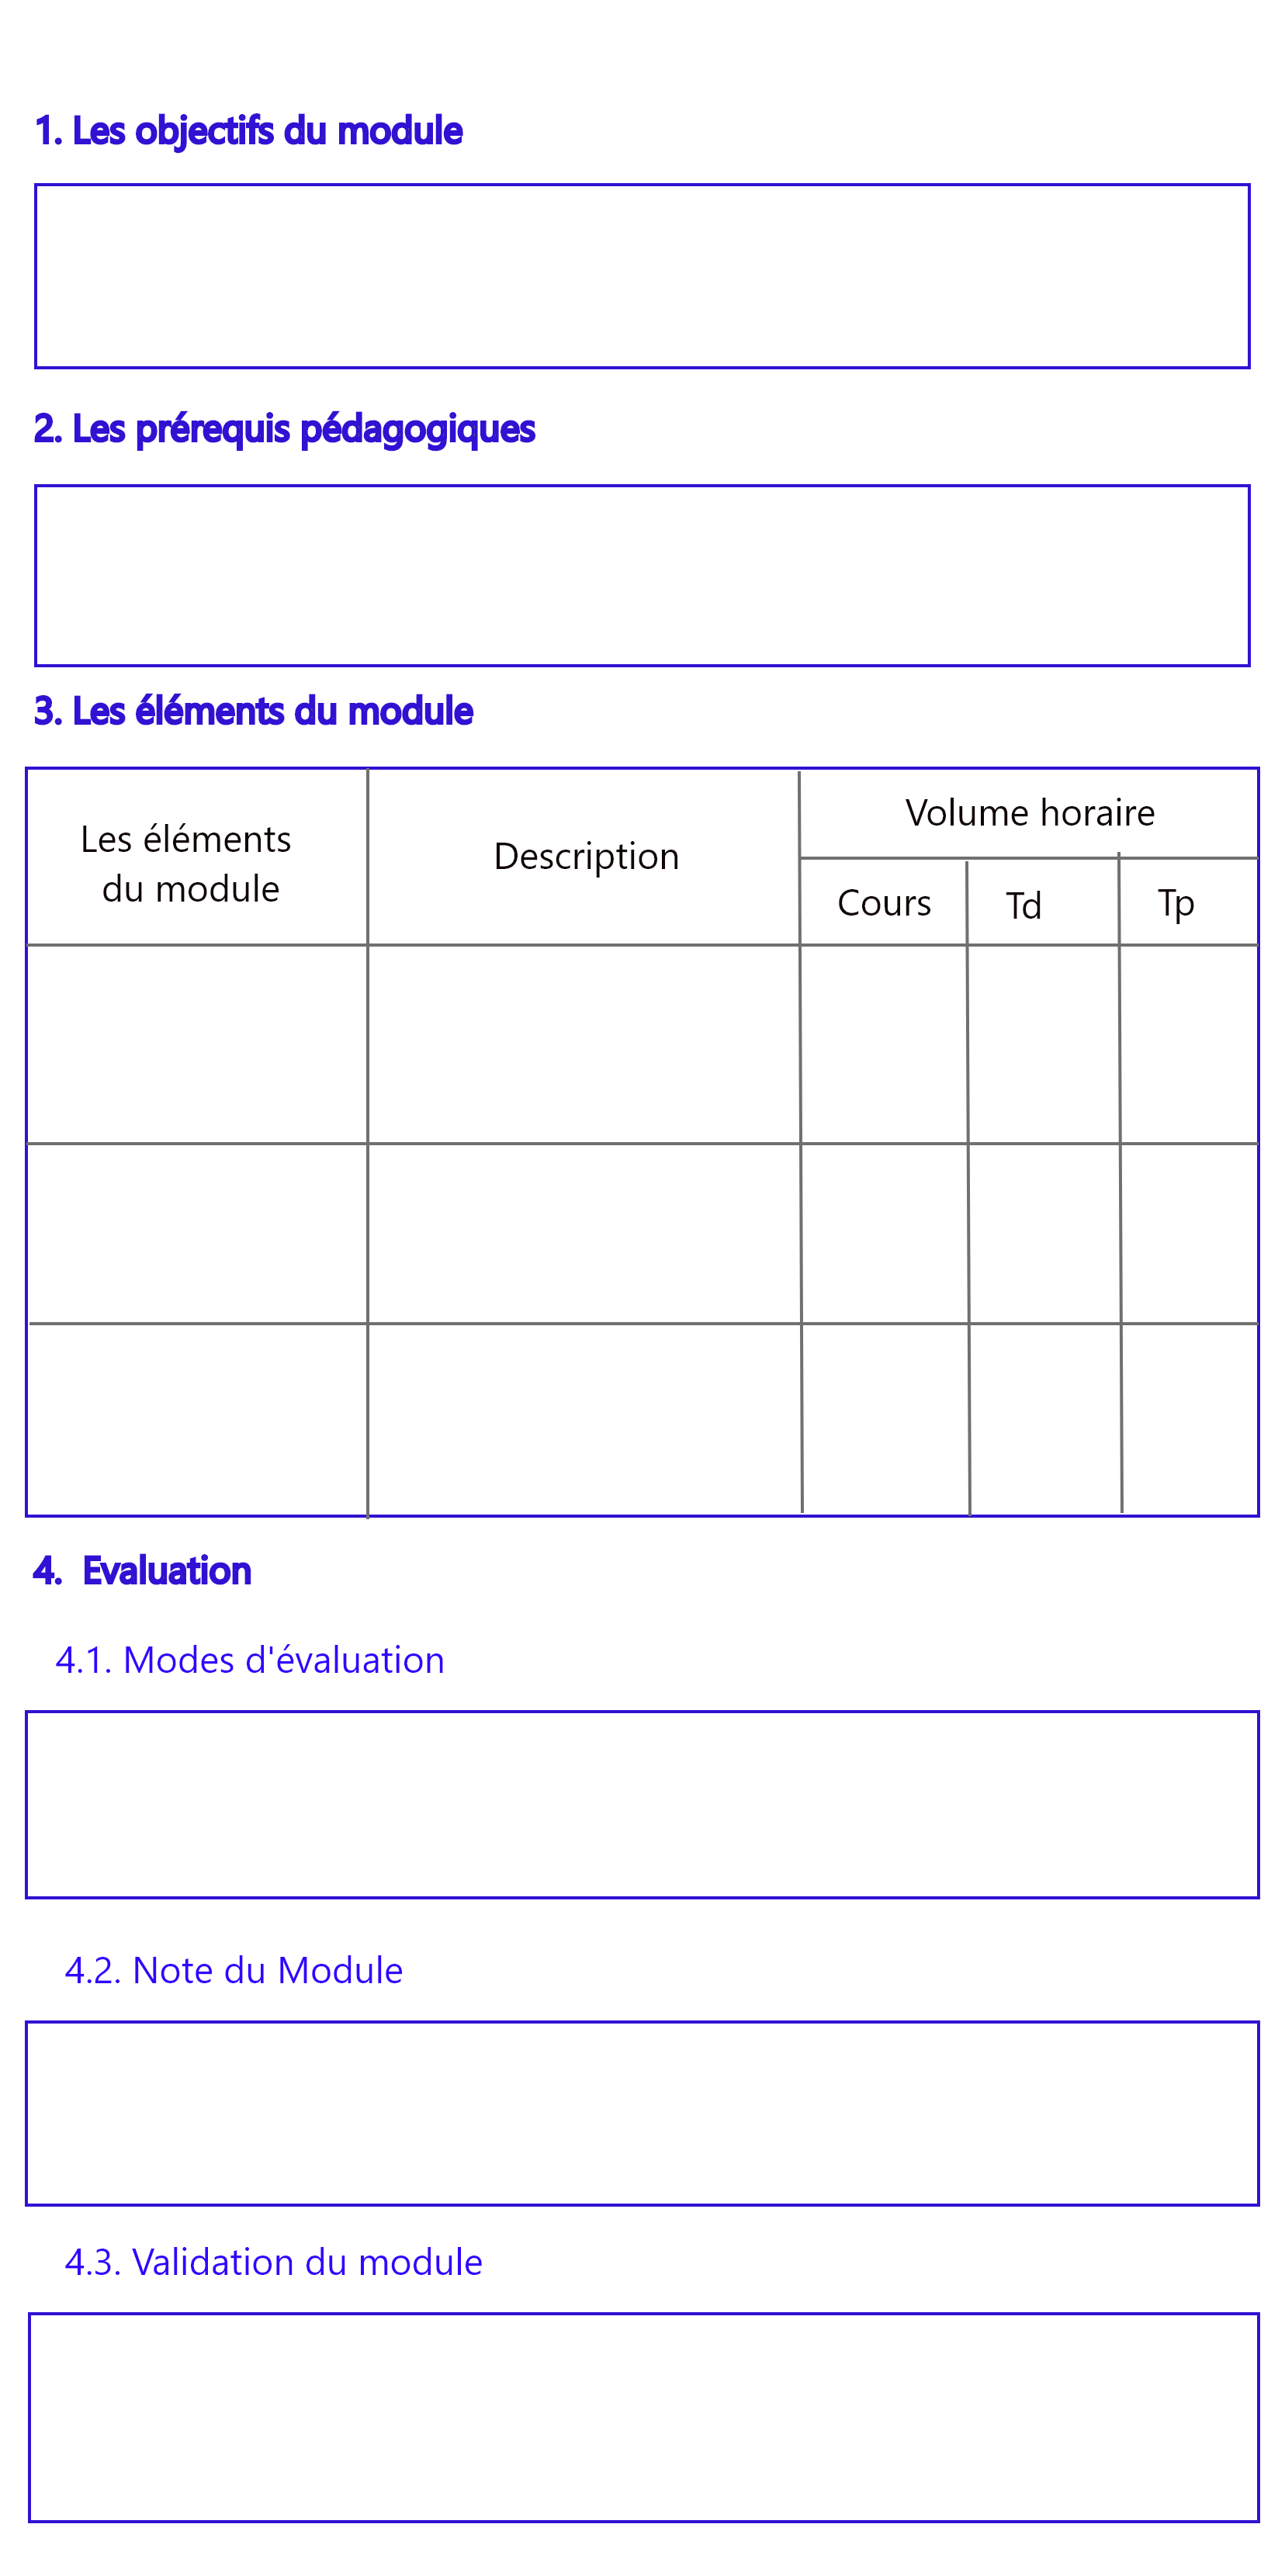 1. Les objectifs du module
2. Les prérequis pédagogiques
3. Les éléments du module
Les éléments
du module
Description
Volume horaire
Cours
Td
Tp
4. Evaluation
4.1. Modes d'évaluation
4.2. Note du Module
4.3. Validation du module